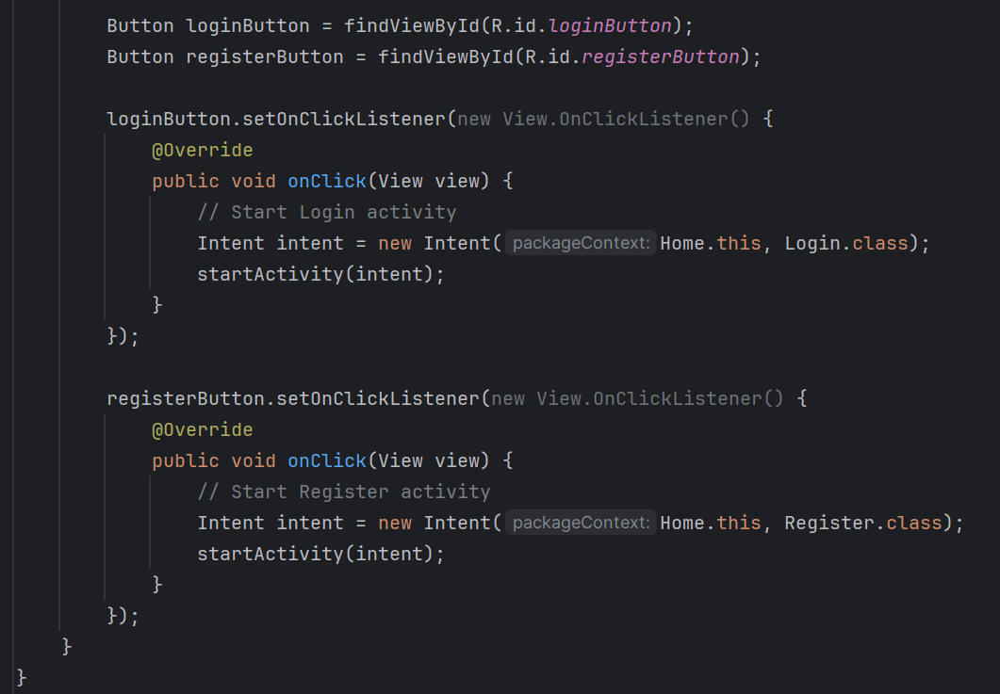 Button loginButton = findViewById(R.id.loginButton);
Button registerButton = findViewById(R.id.registerButton);
loginButton.setOnClickListener(new View.OnClickListener() {
@Override
public void onClick(View view) {
// Start Login activity
Intent intent = new Intent( packageContext: Home.this, Login.class);
startActivity(intent);
}
});
registerButton.setOnClickListener(new View.OnClickListener() {
@Override
public void onClick(View view) {
// Start Register activity
Intent intent = new Intent( packageContext: Home.this, Register.class);
startActivity(intent);
}
});
}
}